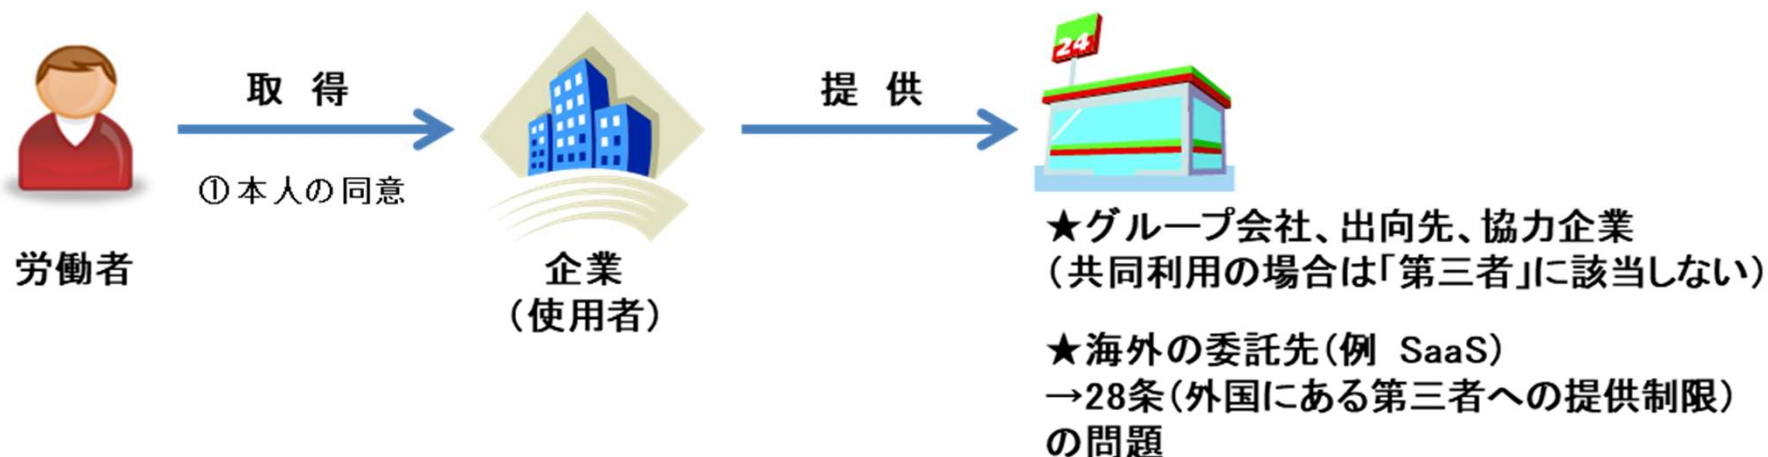 取 得
①本人の同意
労働者
企業
（使用者）
提 供
24
★グループ会社、出向先、協力企業
（共同利用の場合は「第三者」に該当しない）
★海外の委託先（例 SaaS）
→28条（外国にある第三者への提供制限）
の問題